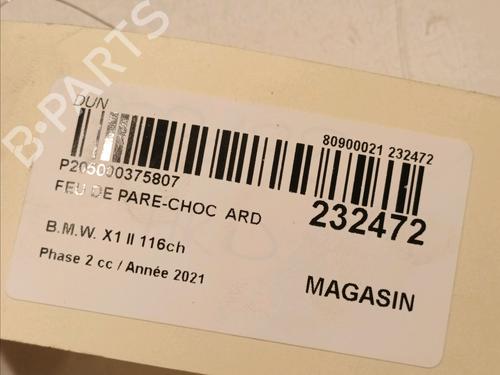 B-PARTS
DUN
80900021 232472
P205000375807
FEU DE PARE-CHOC ARD
232472
B.M.W. X1 II 116ch
Phase 2 cc / Année 2021
MAGASIN